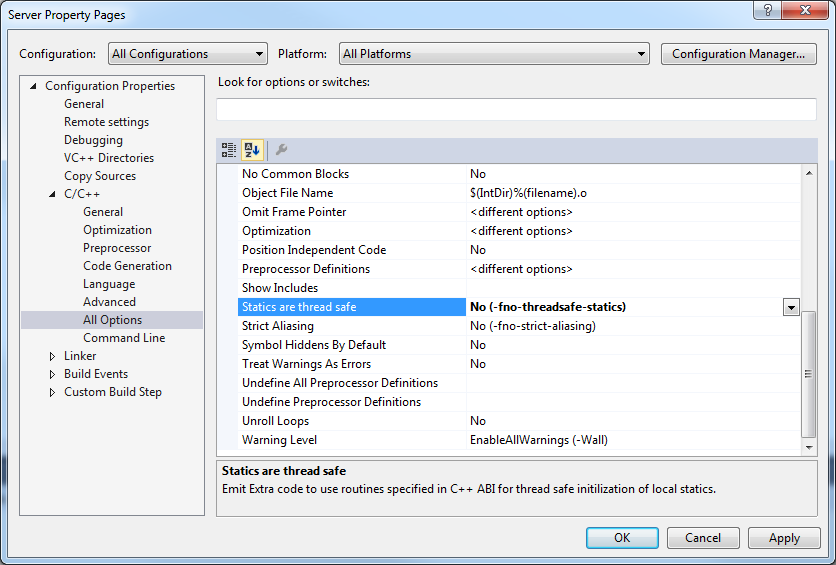 Server Property Pages
Configuration: All Configurations Platform: All Platforms Configuration Manager...
Configuration Properties
General
Remote settings
Debugging
VC++ Directories
Copy Sources
C/C++
General
Optimization
Preprocessor
Code Generation
Language
Advanced
All Options
Command Line
Linker
Build Events
Custom Build Step
Look for options or switches:
No Common Blocks No
Object File Name $(IntDir)%(filename).o
Omit Frame Pointer <different options>
Optimization <different options>
Position Independent Code No
Preprocessor Definitions <different options>
Show Includes
Statics are thread safe No (-fno-threadsafe-statics)
Strict Aliasing No (-fno-strict-aliasing)
Symbol Hiddens By Default No
Treat Warnings As Errors No
Undefine All Preprocessor Definitions
Undefine Preprocessor Definitions
Unroll Loops No
Warning Level EnableAllWarnings (-Wall)
Statics are thread safe
Emit Extra code to use routines specified in C++ ABI for thread safe initilization of local statics.
OK Cancel Apply